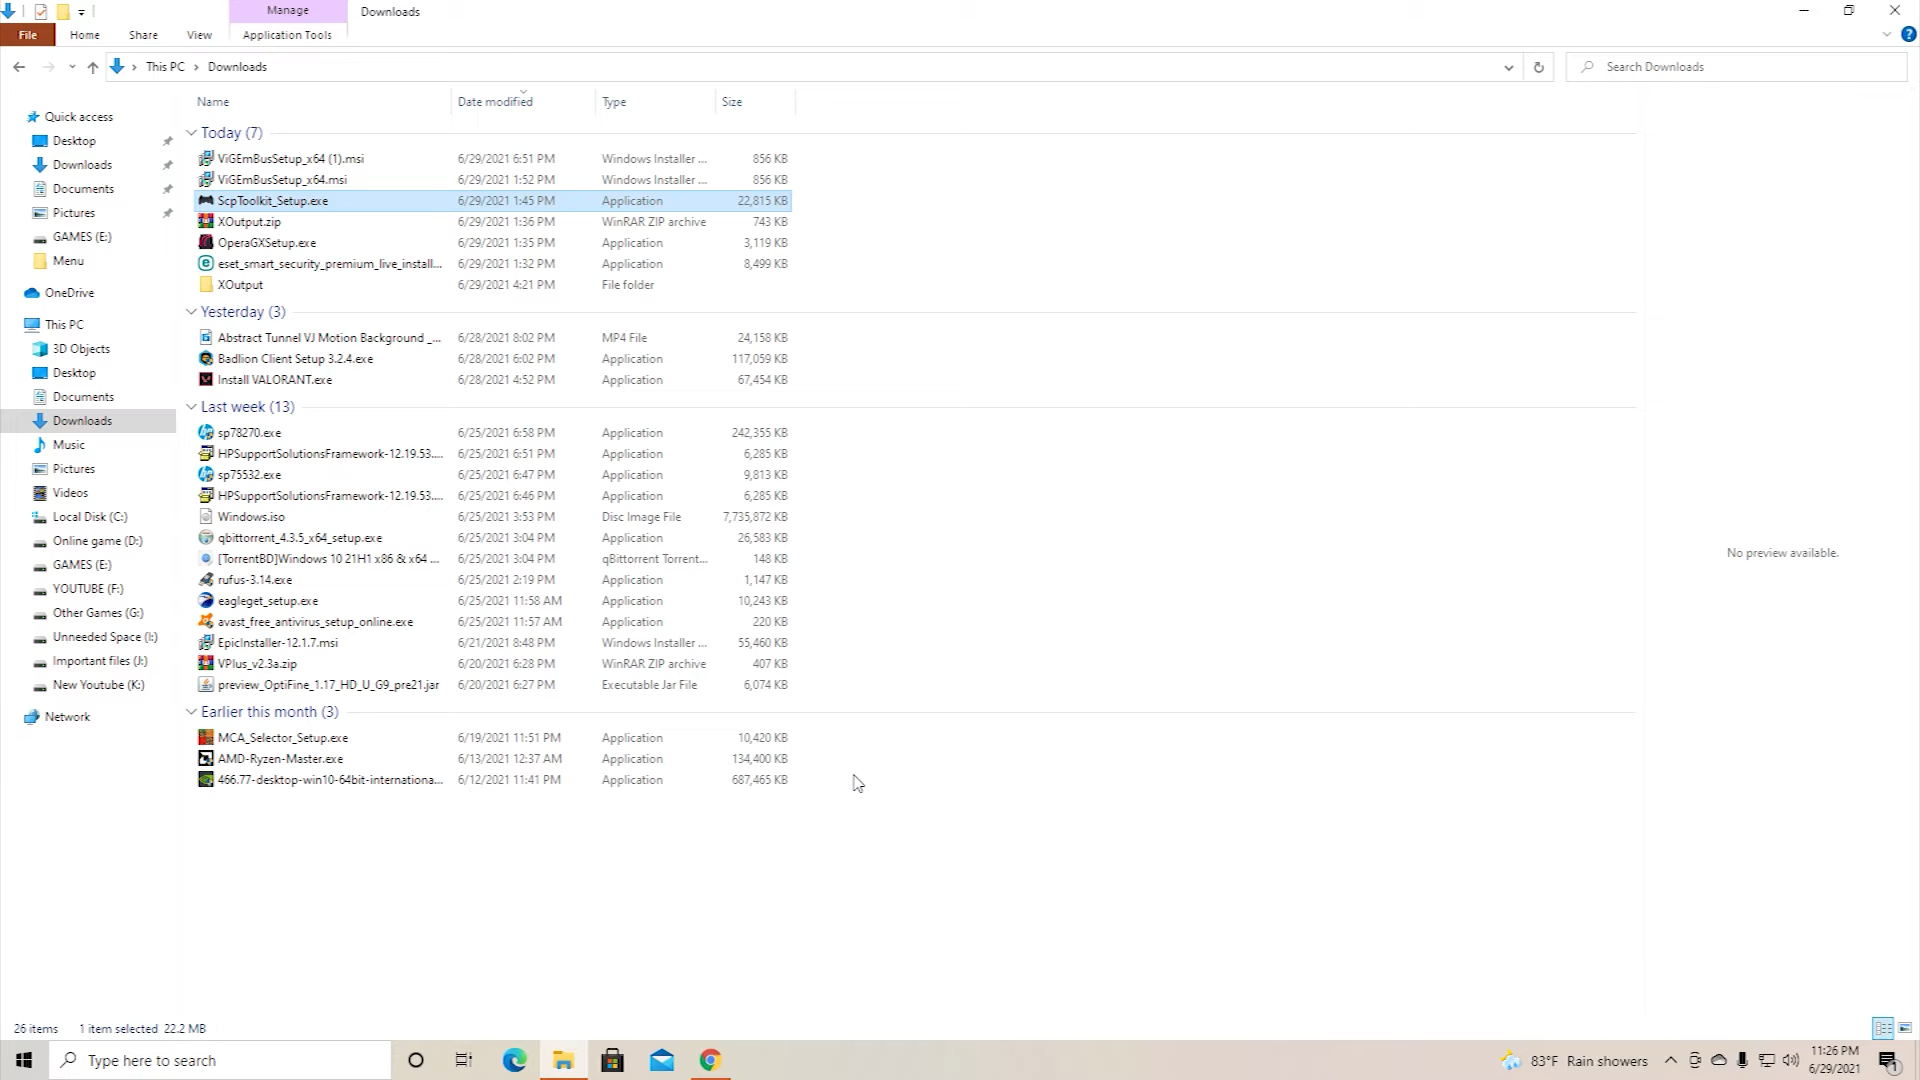 Manage Downloads
File Home Share View Application Tools
This PC Downloads Search Downloads
Name Date modified Type Size
Quick access
Desktop
Downloads
Documents
Pictures
GAMES (E:)
Menu
OneDrive
This PC
3D Objects
Desktop
Documents
Downloads
Music
Pictures
Videos
Local Disk (C:)
Online game (D:)
GAMES (E:)
YOUTUBE (F:)
Other Games (G:)
Unneeded Space (I:)
Important files (J:)
New Youtube (K:)
Network
Today (7)
ViGEmBusSetup_x64 (1).msi 6/29/2021 6:51 PM Windows Installer ... 856 KB
ViGEmBusSetup_x64.msi 6/29/2021 1:52 PM Windows Installer ... 856 KB
ScpToolkit_Setup.exe 6/29/2021 1:45 PM Application 22,815 KB
XOutput.zip 6/29/2021 1:36 PM WinRAR ZIP archive 743 KB
OperaGXSetup.exe 6/29/2021 1:35 PM Application 3,119 KB
eset_smart_security_premium_live_install... 6/29/2021 1:32 PM Application 8,499 KB
XOutput 6/29/2021 4:21 PM File folder
Yesterday (3)
Abstract Tunnel VJ Motion Background _... 6/28/2021 8:02 PM MP4 File 24,158 KB
Badlion Client Setup 3.2.4.exe 6/28/2021 6:02 PM Application 117,059 KB
Install VALORANT.exe 6/28/2021 4:52 PM Application 67,454 KB
Last week (13)
sp78270.exe 6/25/2021 6:58 PM Application 242,355 KB
HPSupportSolutionsFramework-12.19.53.... 6/25/2021 6:51 PM Application 6,285 KB
sp75532.exe 6/25/2021 6:47 PM Application 9,813 KB
HPSupportSolutionsFramework-12.19.53.... 6/25/2021 6:46 PM Application 6,285 KB
Windows.iso 6/25/2021 3:53 PM Disc Image File 7,735,872 KB
qbittorrent_4.3.5_x64_setup.exe 6/25/2021 3:04 PM Application 26,583 KB
[TorrentBD]Windows 10 21H1 x86 & x64 ... 6/25/2021 3:04 PM qBittorrent Torrent... 148 KB
rufus-3.14.exe 6/25/2021 2:19 PM Application 1,147 KB
eagleget_setup.exe 6/25/2021 11:58 AM Application 10,243 KB
avast_free_antivirus_setup_online.exe 6/25/2021 11:57 AM Application 220 KB
EpicInstaller-12.1.7.msi 6/21/2021 8:48 PM Windows Installer ... 55,460 KB
VPlus_v2.3a.zip 6/20/2021 6:28 PM WinRAR ZIP archive 407 KB
preview_OptiFine_1.17_HD_U_G9_pre21.jar 6/20/2021 6:27 PM Executable Jar File 6,074 KB
Earlier this month (3)
MCA_Selector_Setup.exe 6/19/2021 11:51 PM Application 10,420 KB
AMD-Ryzen-Master.exe 6/13/2021 12:37 AM Application 134,400 KB
466.77-desktop-win10-64bit-internationa... 6/12/2021 11:41 PM Application 687,465 KB
No preview available.
26 items 1 item selected 22.2 MB
Type here to search 83°F Rain showers 11:26 PM
6/29/2021
1